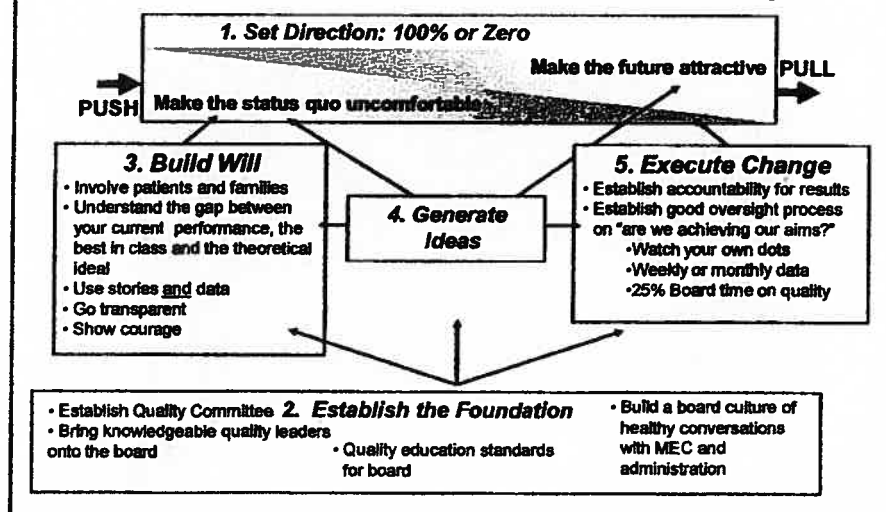 1. Set Direction: 100% or Zero
Make the future attractive
PULL
PUSH
Make the status quo uncomfortable
3. Build Will
• Involve patients and families
• Understand the gap between
your current performance, the
best in class and the theoretical
ideal
• Use stories and data
• Go transparent
• Show courage
4. Generate
Ideas
5. Execute Change
• Establish accountability for results
• Establish good oversight process
on "are we achieving our aims?"
•Watch your own dots
•Weekly or monthly data
•25% Board time on quality
2. Establish the Foundation
• Establish Quality Committee
• Bring knowledgeable quality leaders
onto the board
• Quality education standards
for board
• Build a board culture of
healthy conversations
with MEC and
administration